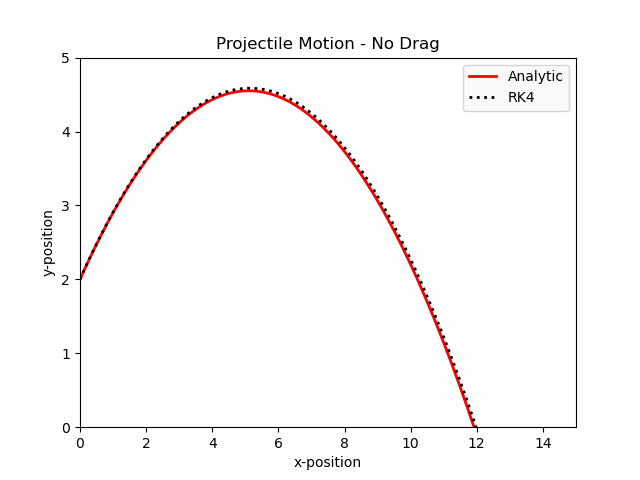 Projectile Motion - No Drag
Analytic
RK4
y-position
5
4
3
2
1
0
0 2 4 6 8 10 12 14
x-position